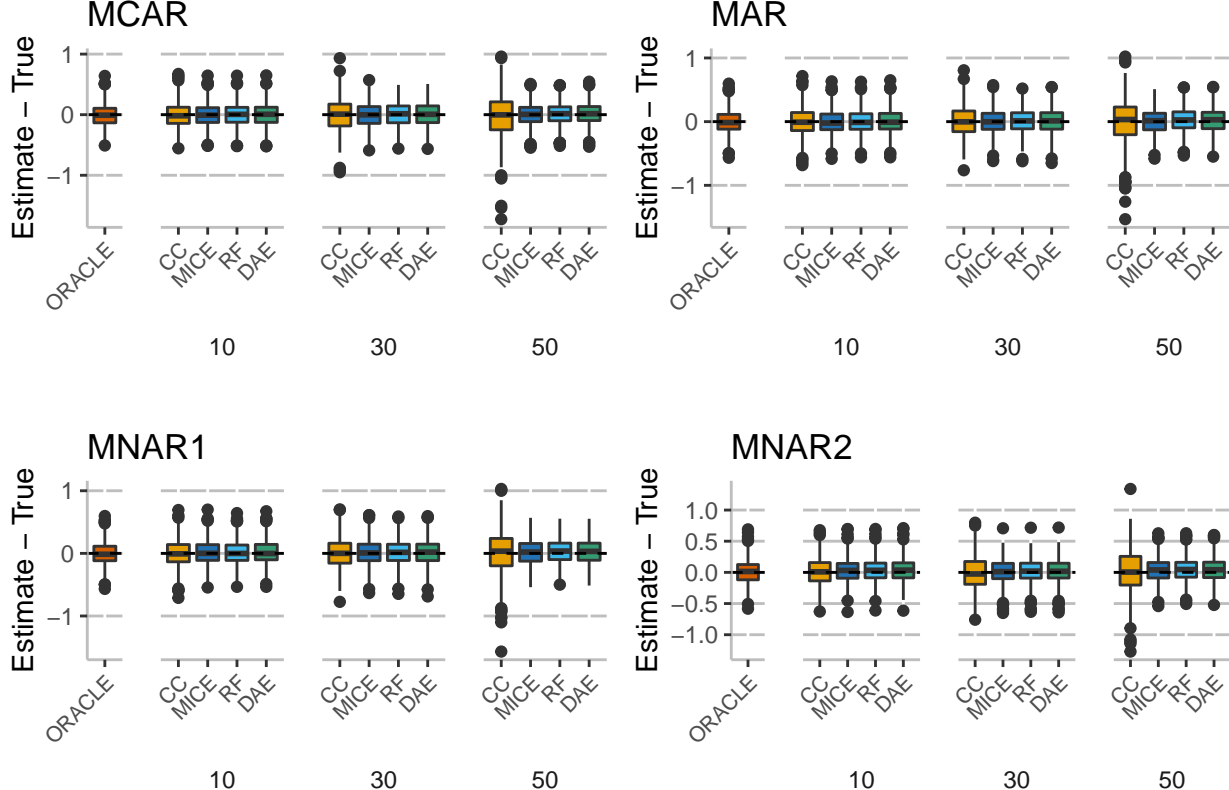 MCAR
Estimate − True
1
0
−1
ORACLE
CC
MICE
RF
DAE
CC
MICE
RF
DAE
CC
MICE
RF
DAE
10
30
50
MAR
Estimate − True
1
0
−1
ORACLE
CC
MICE
RF
DAE
CC
MICE
RF
DAE
CC
MICE
RF
DAE
10
30
50
MNAR1
Estimate − True
1
0
−1
ORACLE
CC
MICE
RF
DAE
CC
MICE
RF
DAE
CC
MICE
RF
DAE
10
30
50
MNAR2
Estimate − True
1.0
0.5
0.0
−0.5
−1.0
ORACLE
CC
MICE
RF
DAE
CC
MICE
RF
DAE
CC
MICE
RF
DAE
10
30
50